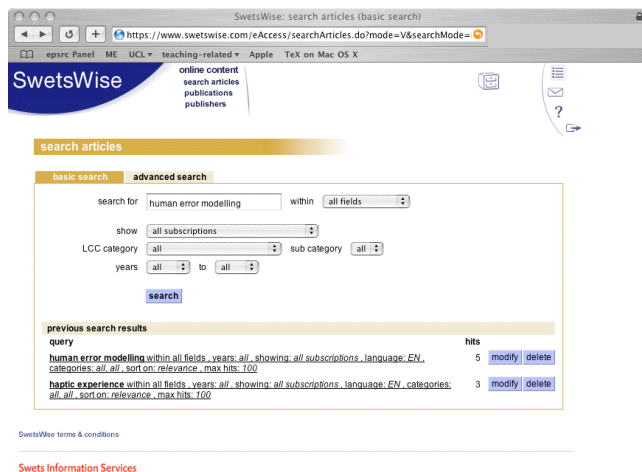 SwetsWise: search articles (basic search)
https://www.swetswise.com/eAccess/searchArticles.do?mode=V&searchMode=
epsrc Panel ME UCL teaching-related Apple TeX on Mac OS X
SwetsWise
online content
search articles
publications
publishers
?
search articles
basic search advanced search
search for human error modelling within all fields
show all subscriptions
LCC category all sub category all
years all to all
search
previous search results
query hits
human error modelling within all fields , years: all , showing: all subscriptions , language: EN , 5 modify delete
categories: all, all , sort on: relevance , max hits: 100
haptic experience within all fields , years: all , showing: all subscriptions , language: EN , categories: 3 modify delete
all, all , sort on: relevance , max hits: 100
SwetsWise terms & conditions
Swets Information Services